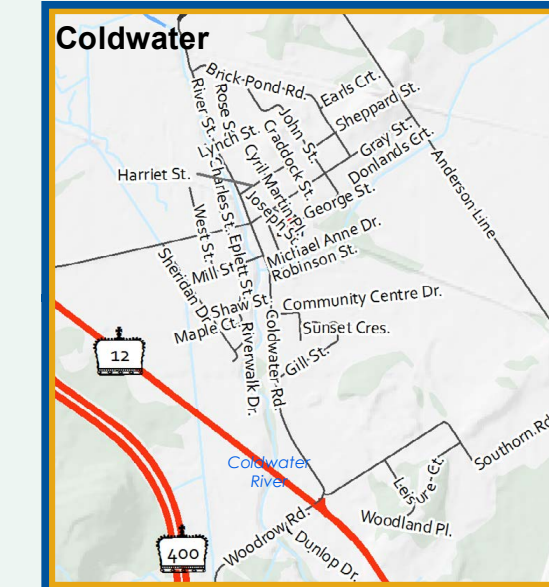 Coldwater
Brick-Pond-Rd.
Earls Crt.
Sheppard St.
River St.
Rose St.
John St.
Craddock St.
Lynch St.
Gray St.
Donlands Crt.
Anderson Line
Cyril Martin Pl.
Harriet St.
Charles St.
George St.
Joseph St.
West St.
Michael Anne Dr.
Robinson St.
Eplett St.
Mill St.
Sheridan Dr.
Shaw St.
Community Centre Dr.
Maple Ct.
Sunset Cres.
Riverwalk Dr.
Coldwater Rd.
Gill St.
12
Southorn Rd
Coldwater
River
Leisure Ct.
Woodland Pl.
400
Woodrow Rd.
Dunlop Dr.